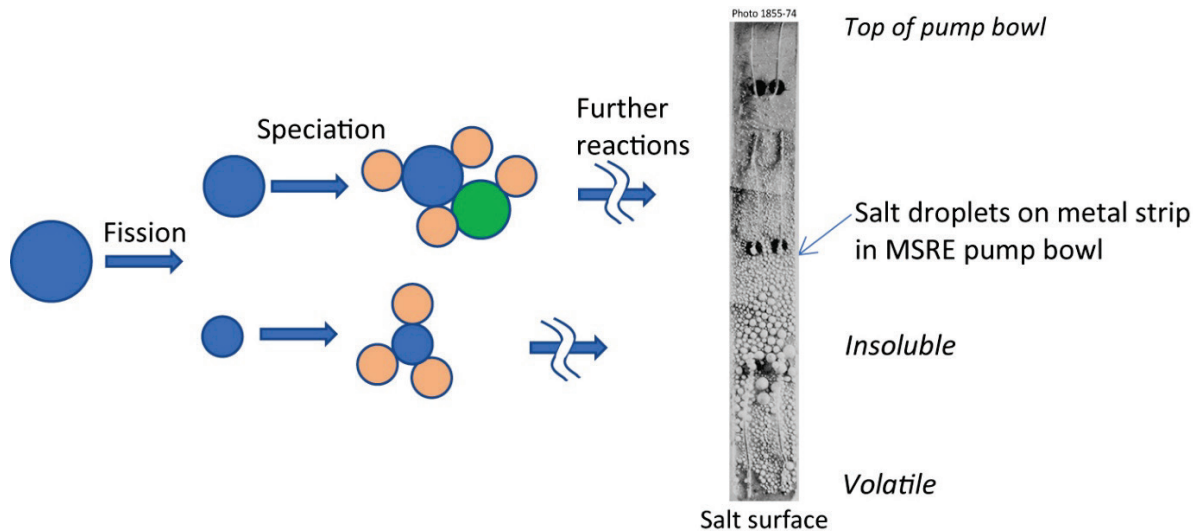 Photo 1855-74
Top of pump bowl
Speciation
Further
reactions
Fission
Salt droplets on metal strip
in MSRE pump bowl
Insoluble
Volatile
Salt surface